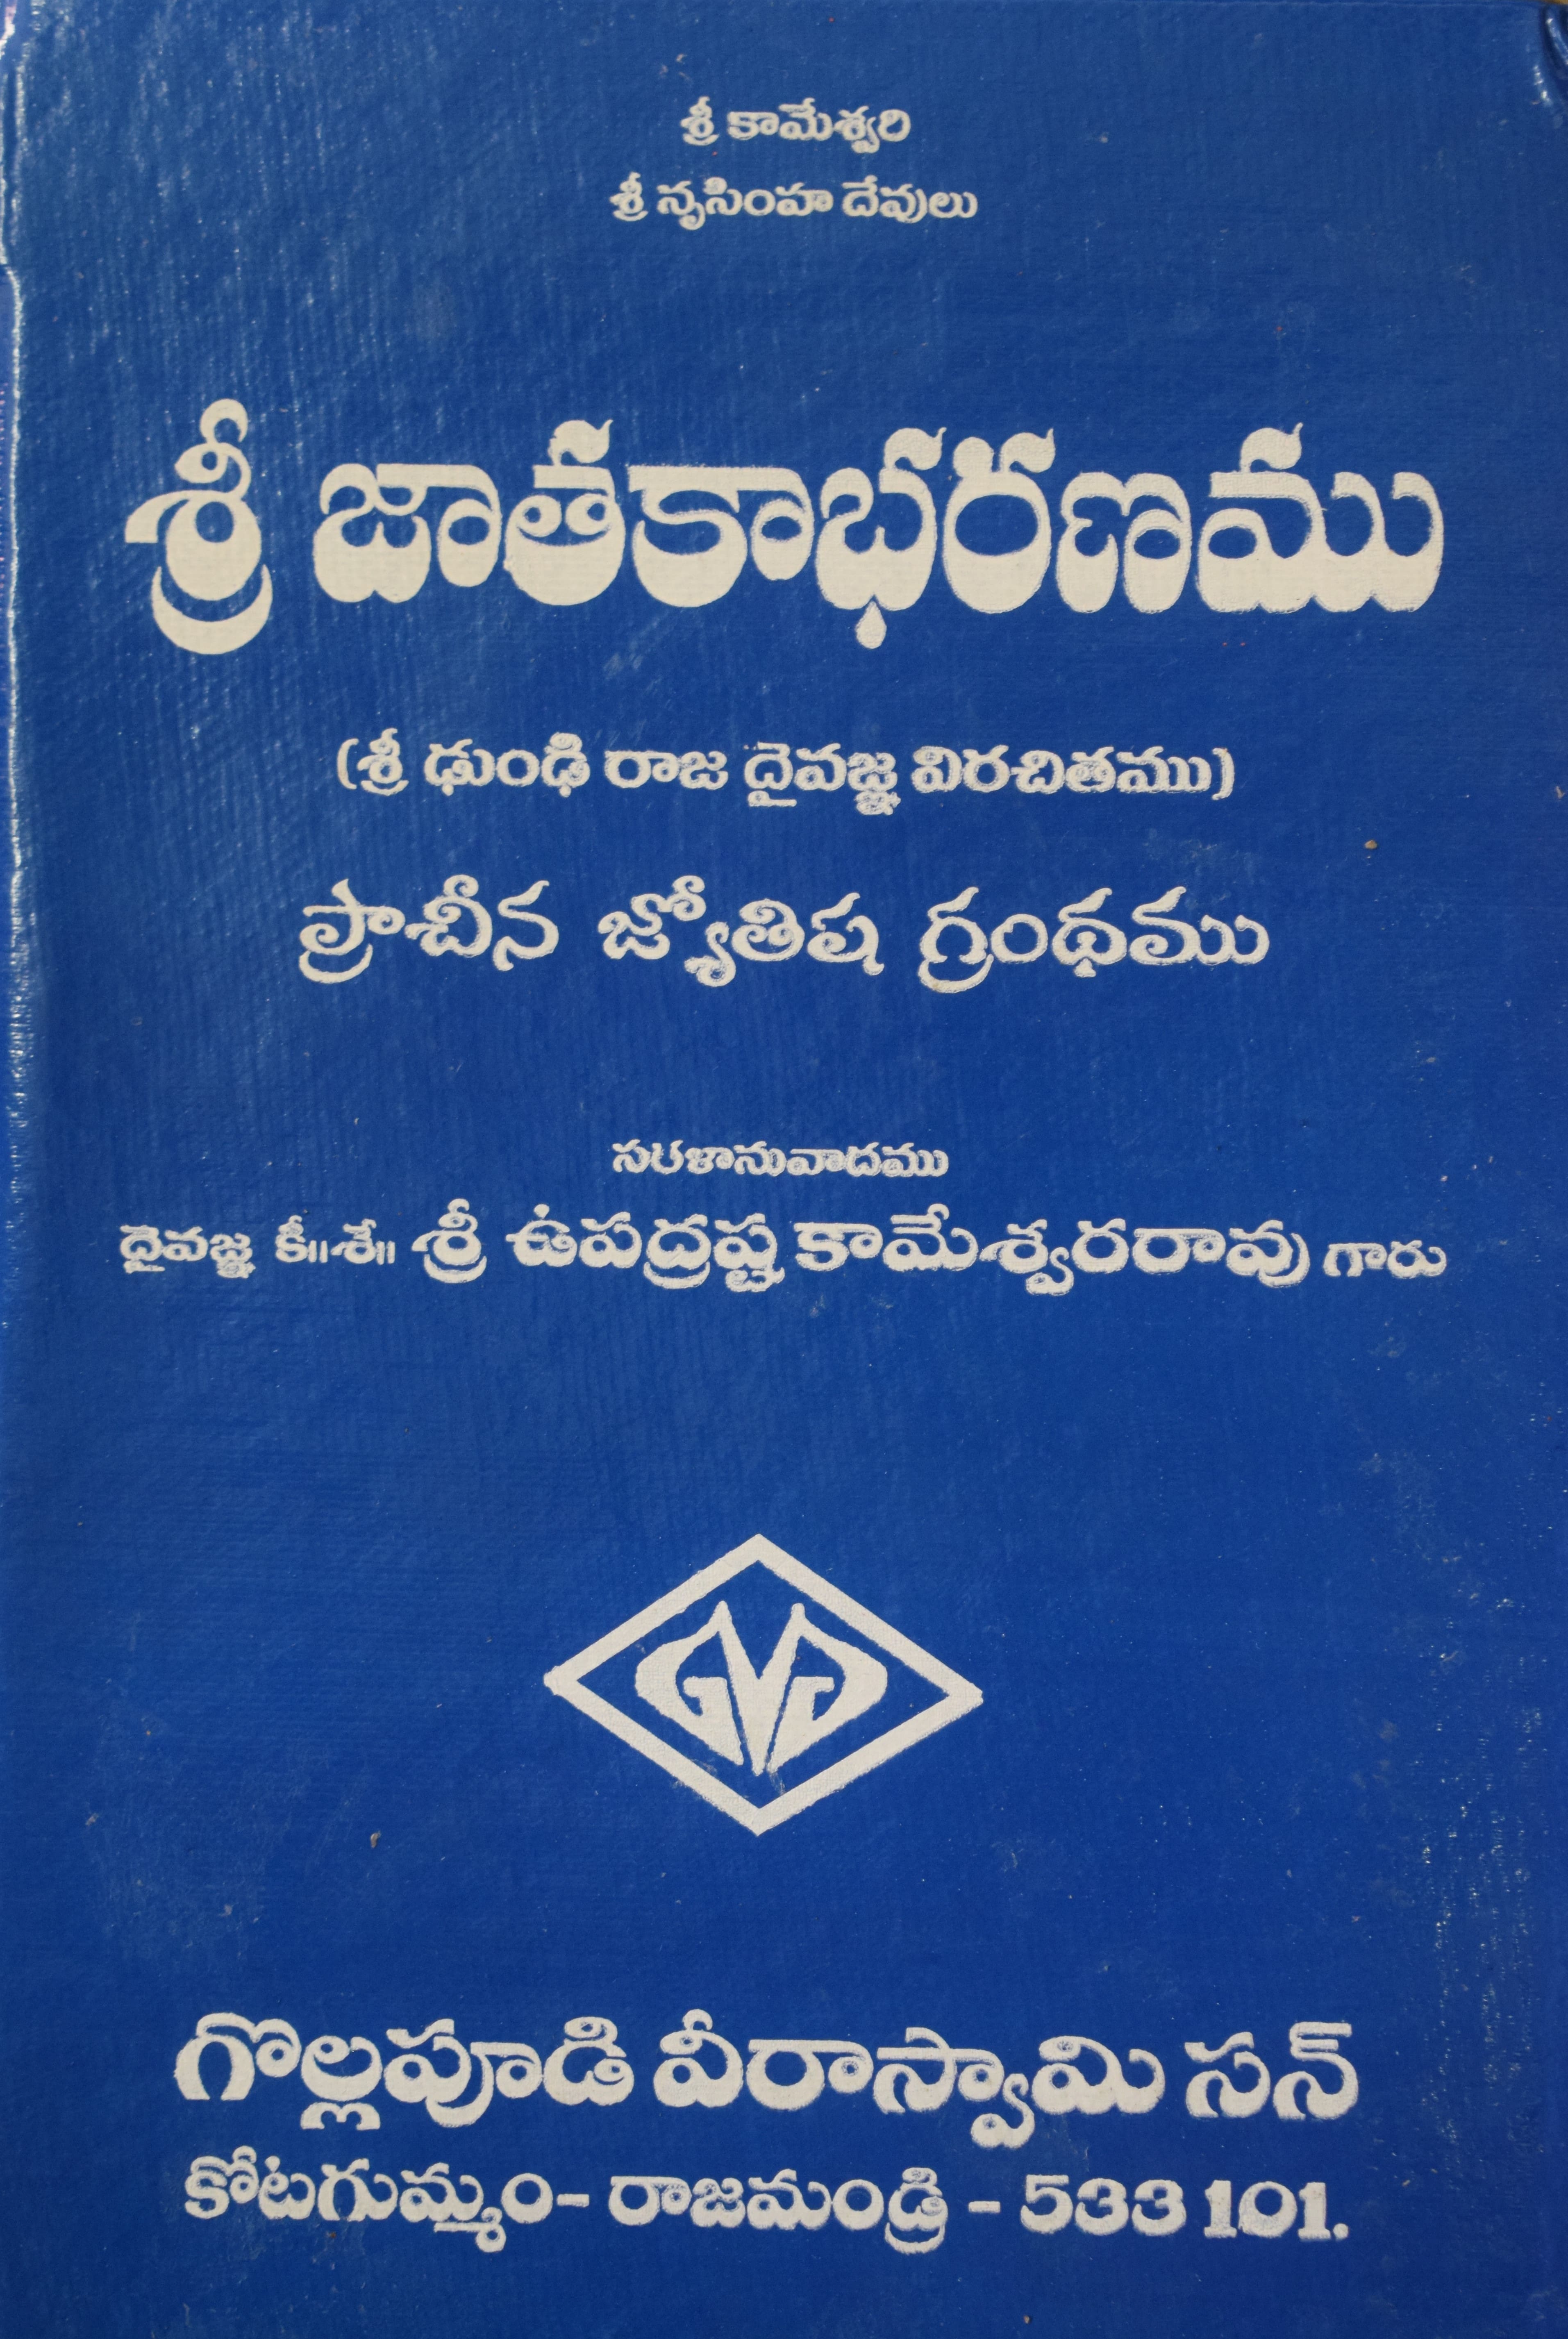 శ్రీ కామేశ్వరి
శ్రీ నృసింహ దేవులు
శ్రీ జాతకాభరణము
(శ్రీ ఢుంఢి రాజ దైవజ్ఞ విరచితము)
ప్రాచీన జ్యోతిష గ్రంథము
సరళానువాదము
దైవజ్ఞ కీ॥శే॥ శ్రీ ఉపద్రష్ట కామేశ్వరరావు గారు
GVG
గొల్లపూడి వీరాస్వామి సన్
కోటగుమ్మం- రాజమండ్రి - 533 101.